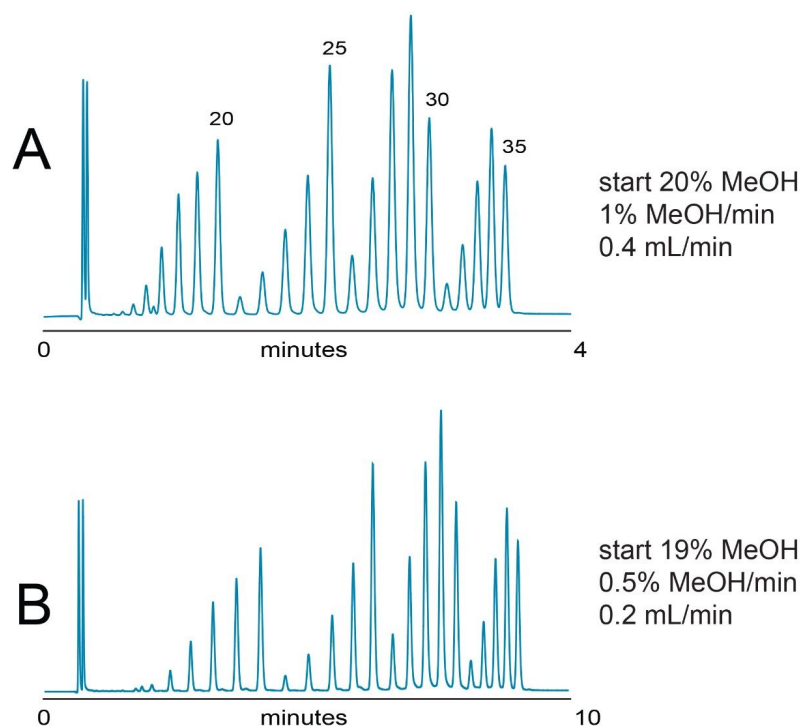 A
20
25
30
35
start 20% MeOH
1% MeOH/min
0.4 mL/min
0
minutes
4
B
start 19% MeOH
0.5% MeOH/min
0.2 mL/min
0
minutes
10